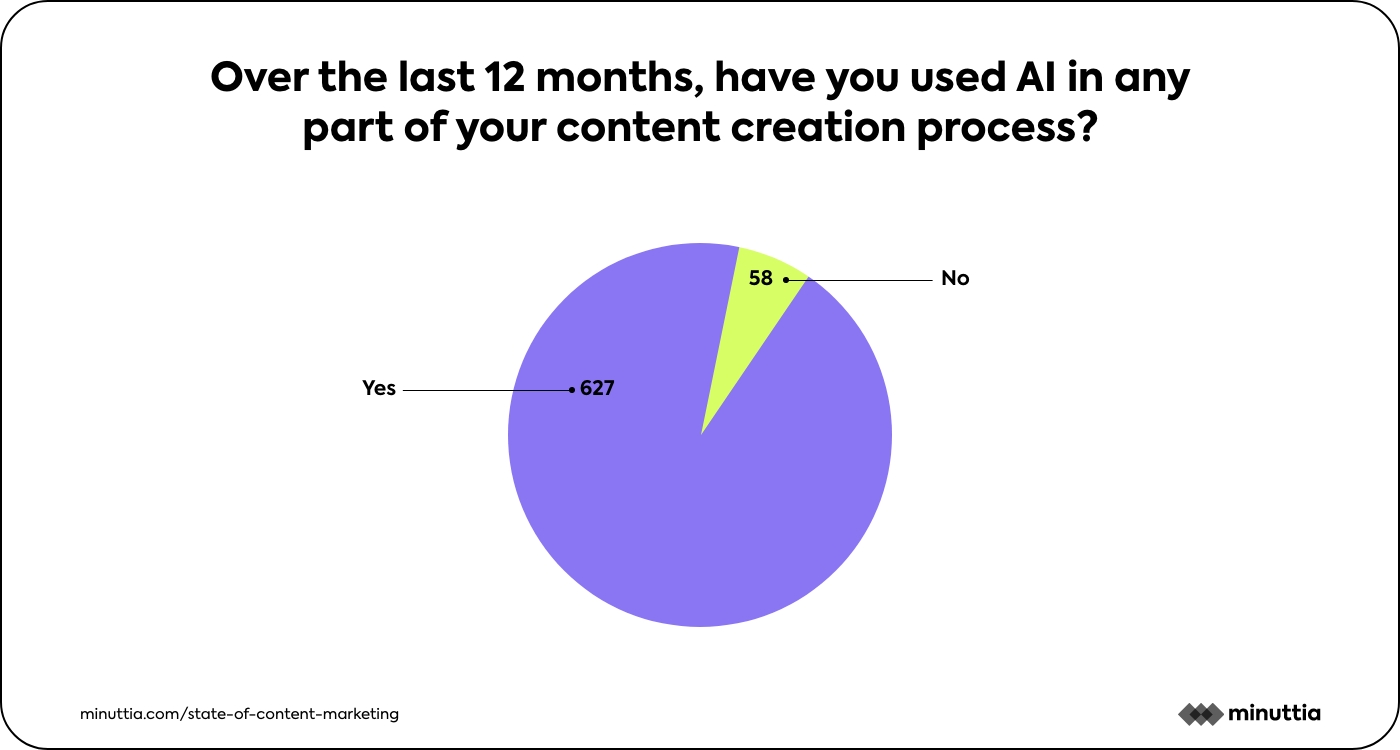 Over the last 12 months, have you used AI in any
part of your content creation process?
58
No
Yes
627
minuttia.com/state-of-content-marketing
minuttia